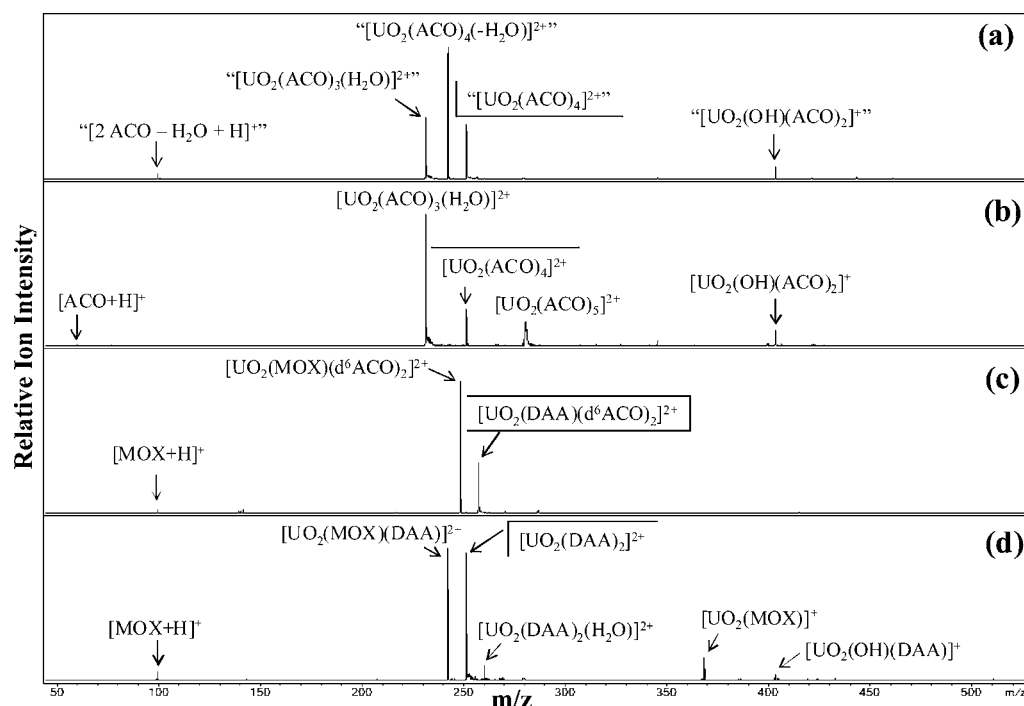 (a)
“[UO₂(ACO)₄(-H₂O)]²⁺”
“[UO₂(ACO)₃(H₂O)]²⁺”
“[UO₂(ACO)₄]²⁺”
“[2 ACO – H₂O + H]⁺”
“[UO₂(OH)(ACO)₂]⁺”
(b)
[UO₂(ACO)₃(H₂O)]²⁺
[UO₂(ACO)₄]²⁺
[UO₂(ACO)₅]²⁺
[ACO+H]⁺
[UO₂(OH)(ACO)₂]⁺
(c)
[UO₂(MOX)(d⁶ACO)₂]²⁺
[UO₂(DAA)(d⁶ACO)₂]²⁺
[MOX+H]⁺
(d)
[UO₂(MOX)(DAA)]²⁺
[UO₂(DAA)₂]²⁺
[MOX+H]⁺
[UO₂(DAA)₂(H₂O)]²⁺
[UO₂(MOX)]⁺
[UO₂(OH)(DAA)]⁺
Relative Ion Intensity
50 100 150 200 250 300 350 400 450 500 m/z
m/z